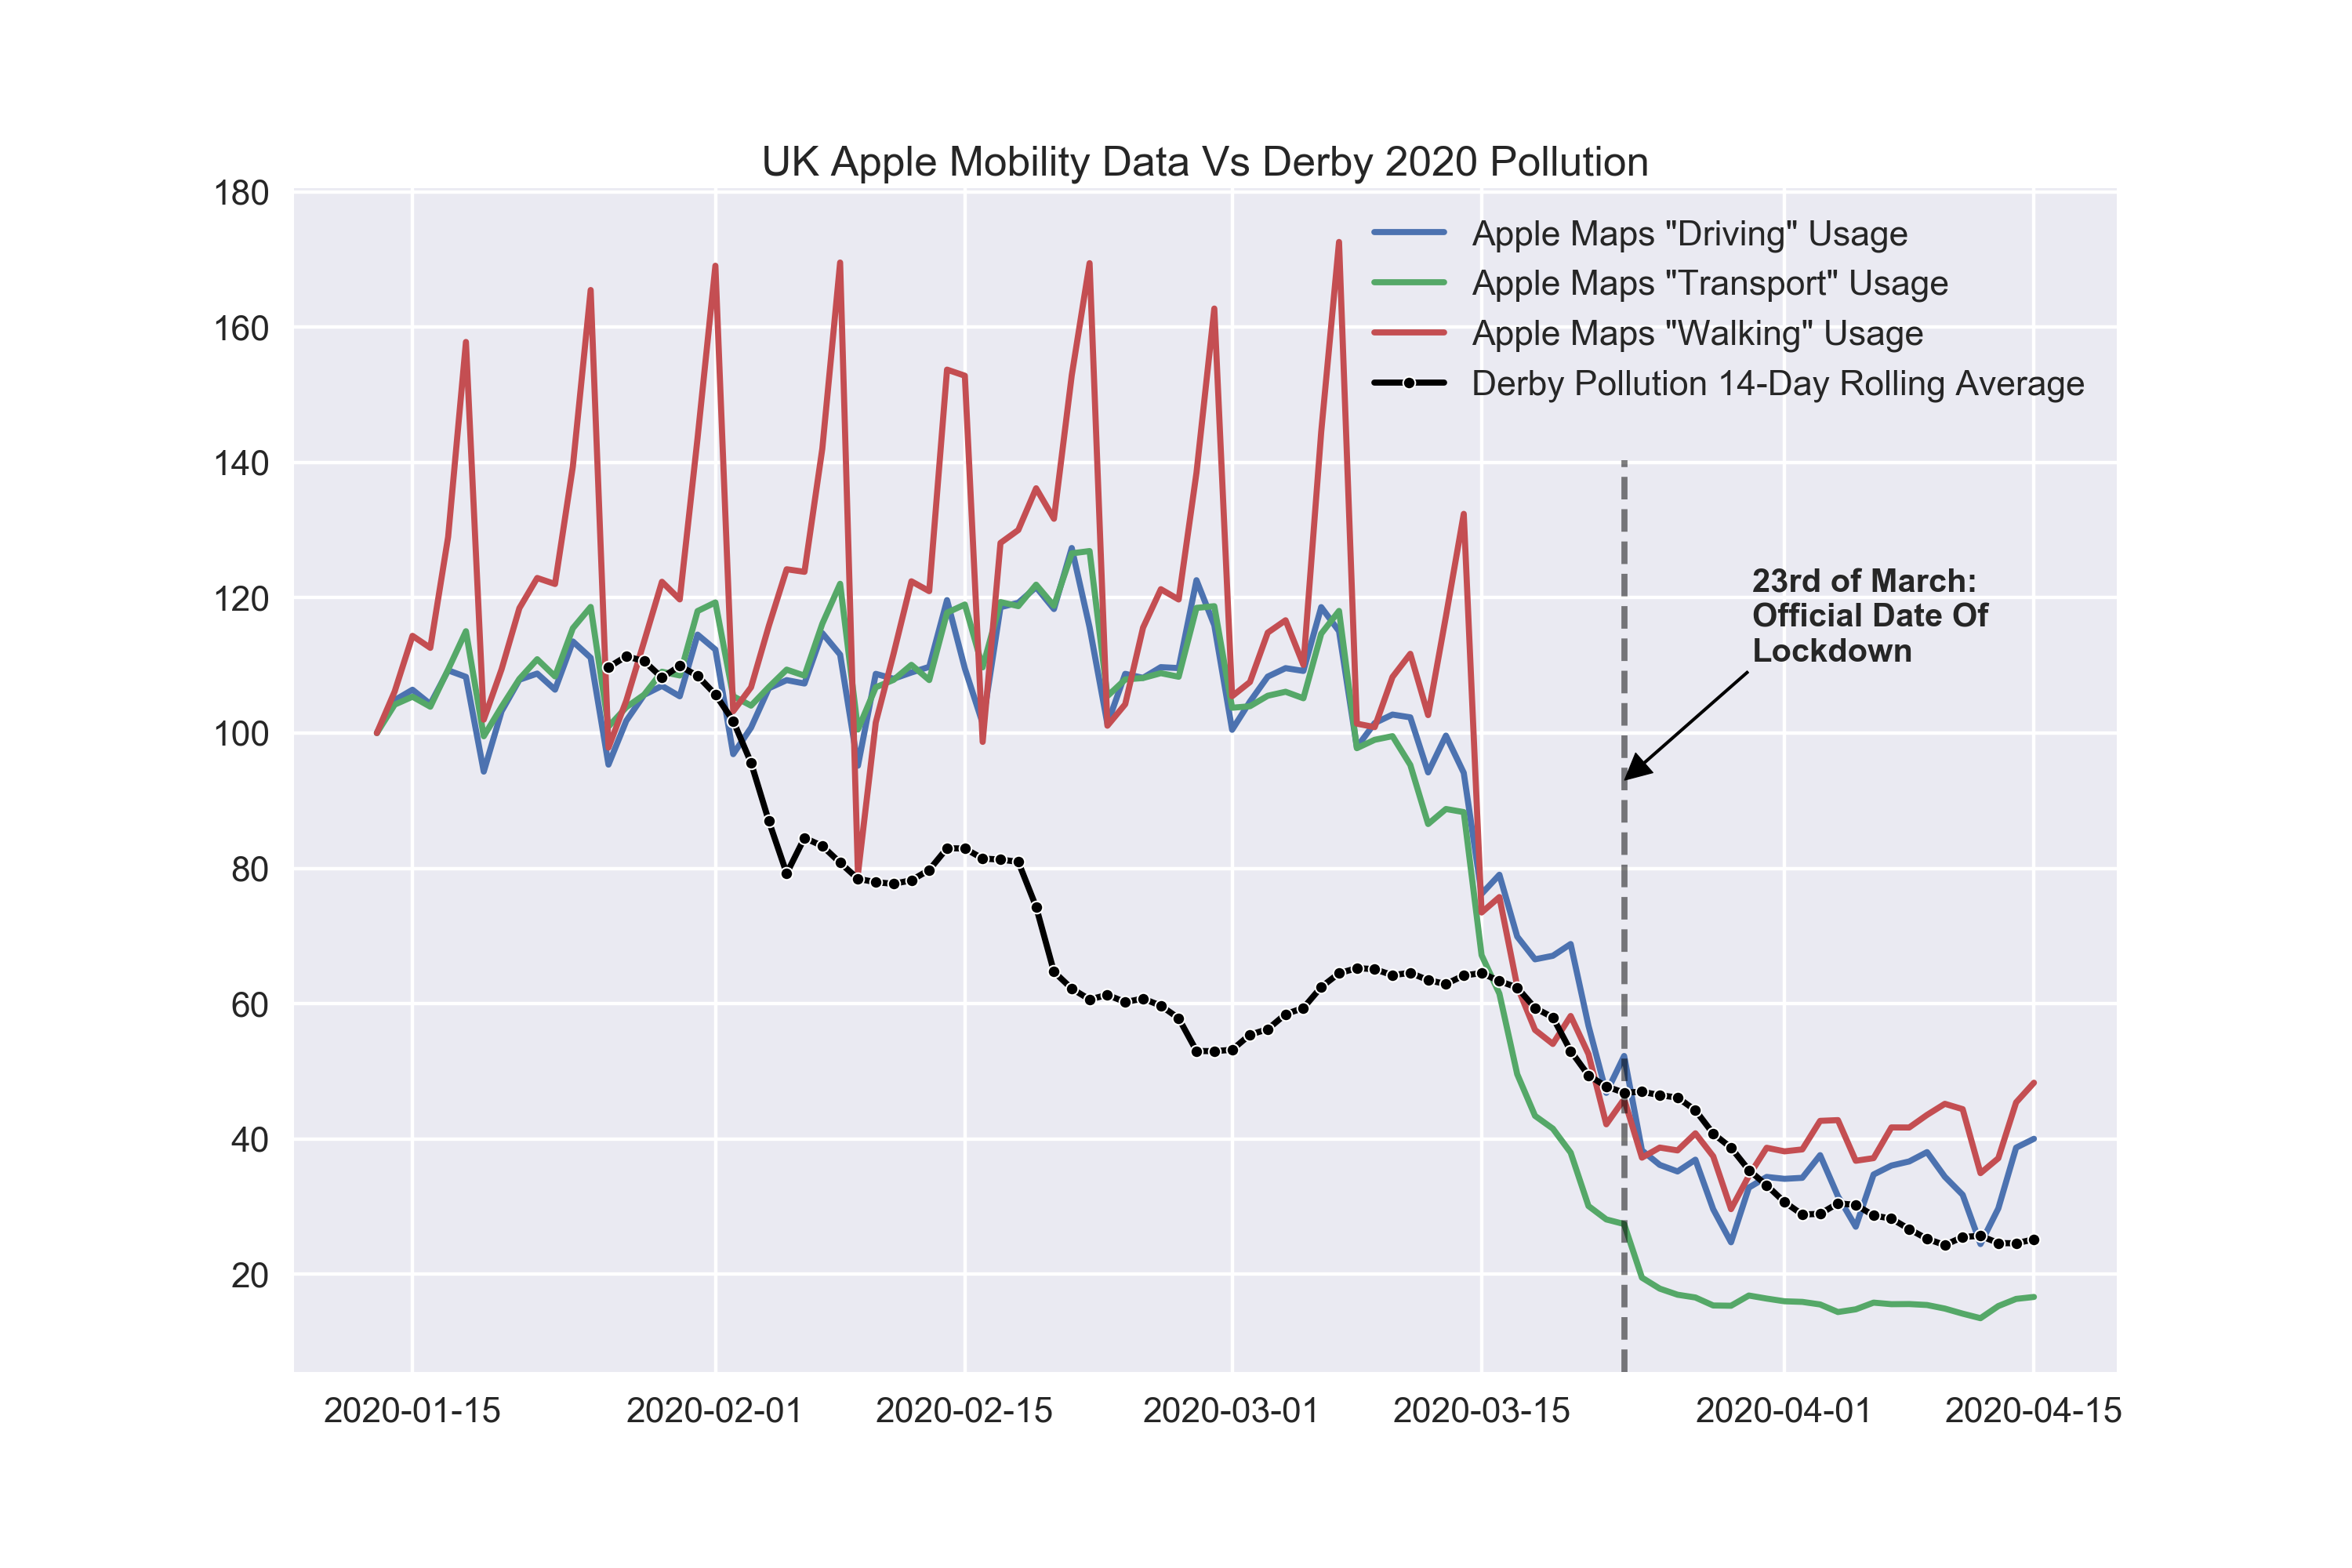 UK Apple Mobility Data Vs Derby 2020 Pollution
180
160
140
120
100
80
60
40
20
Apple Maps "Driving" Usage
Apple Maps "Transport" Usage
Apple Maps "Walking" Usage
Derby Pollution 14-Day Rolling Average
23rd of March:
Official Date Of
Lockdown
2020-01-15
2020-02-01
2020-02-15
2020-03-01
2020-03-15
2020-04-01
2020-04-15